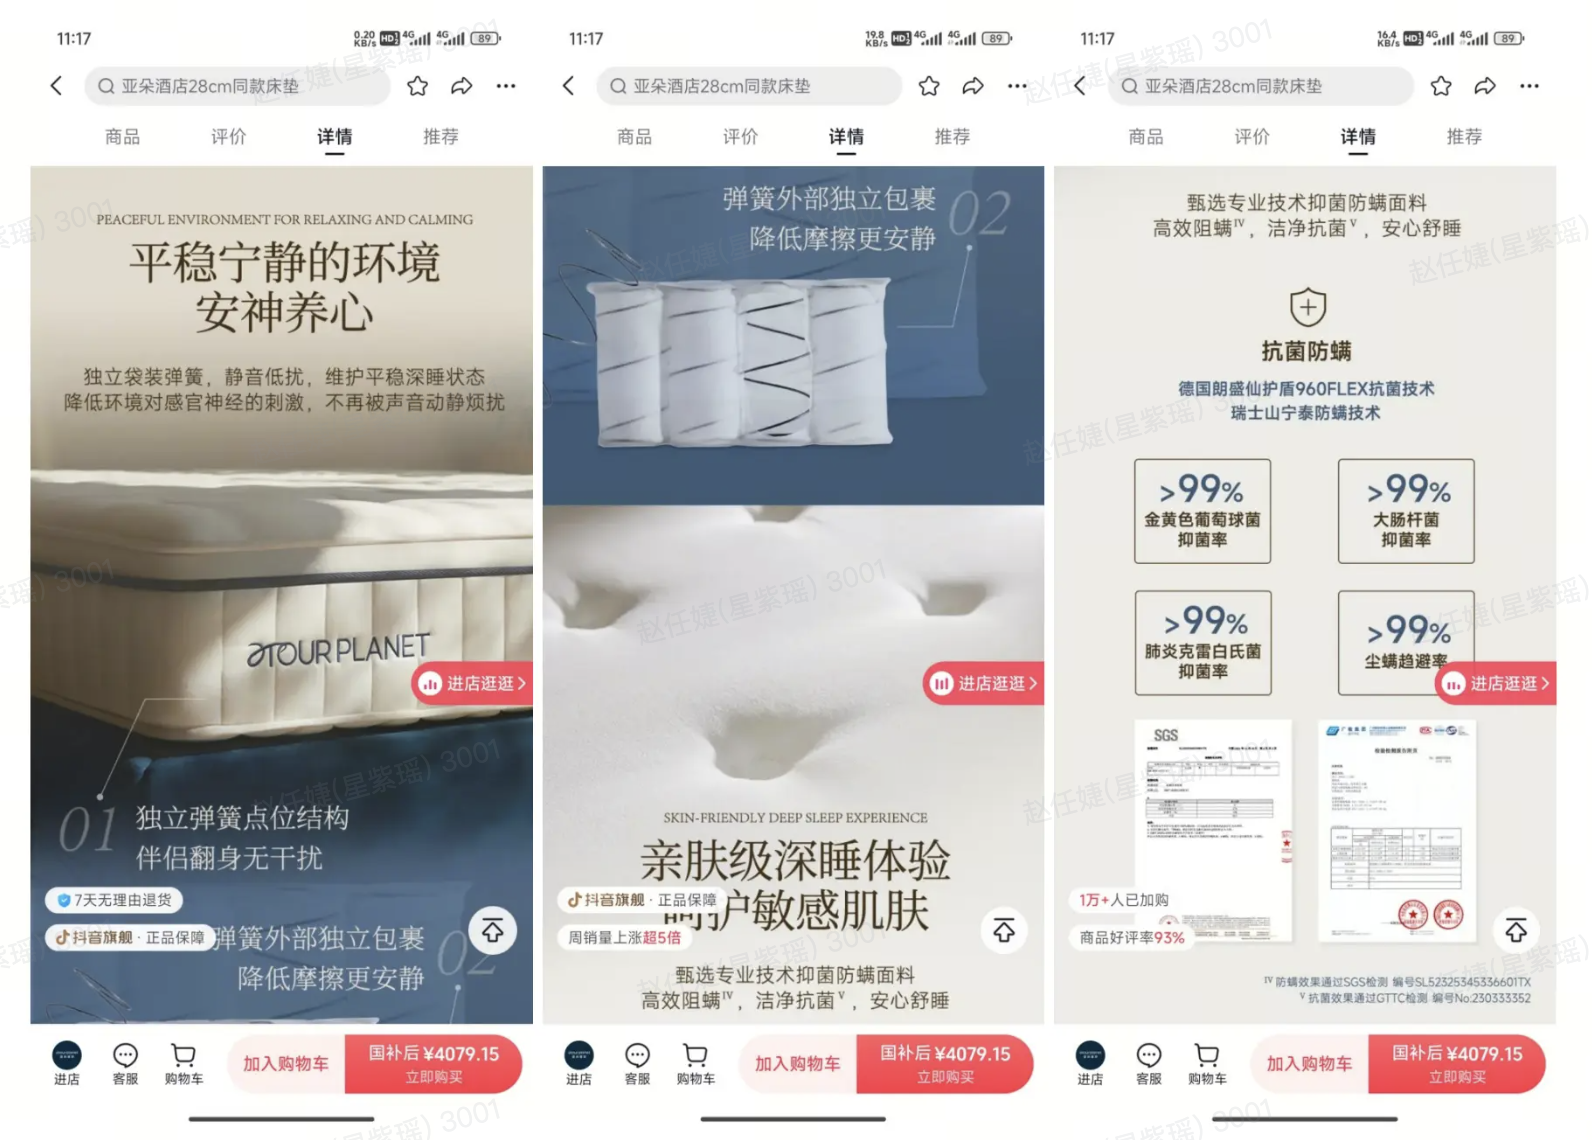 11:17
0.20 KB/s HD 4G 4G 89
亚朵酒店28cm同款床垫
商品 评价 详情 推荐
PEACEFUL ENVIRONMENT FOR RELAXING AND CALMING
平稳宁静的环境
安神养心
独立袋装弹簧，静音低扰，维护平稳深睡状态
降低环境对感官神经的刺激，不再被声音动静烦扰
ATOUR PLANET
进店逛逛
01
独立弹簧点位结构
伴侣翻身无干扰
7天无理由退货
抖音旗舰 · 正品保障
弹簧外部独立包裹
降低摩擦更安静
02
进店 客服 购物车
加入购物车
国补后 ¥4079.15
立即购买
11:17
19.8 KB/s HD 4G 4G 89
亚朵酒店28cm同款床垫
商品 评价 详情 推荐
弹簧外部独立包裹
降低摩擦更安静
02
进店逛逛
SKIN-FRIENDLY DEEP SLEEP EXPERIENCE
亲肤级深睡体验
呵护敏感肌肤
抖音旗舰 · 正品保障
周销量上涨超5倍
甄选专业技术抑菌防螨面料
高效阻螨IV，洁净抗菌V，安心舒睡
进店 客服 购物车
加入购物车
国补后 ¥4079.15
立即购买
11:17
16.4 KB/s HD 4G 4G 89
亚朵酒店28cm同款床垫
商品 评价 详情 推荐
甄选专业技术抑菌防螨面料
高效阻螨IV，洁净抗菌V，安心舒睡
抗菌防螨
德国朗盛仙护盾960FLEX抗菌技术
瑞士山宁泰防螨技术
>99%
金黄色葡萄球菌
抑菌率
>99%
大肠杆菌
抑菌率
>99%
肺炎克雷白氏菌
抑菌率
>99%
尘螨趋避率
进店逛逛
SGS
1万+人已加购
商品好评率93%
IV 防螨效果通过SGS检测 编号SL52325345336601TX
V 抗菌效果通过GTTC检测 编号No:230333352
进店 客服 购物车
加入购物车
国补后 ¥4079.15
立即购买
赵任婕(星紫瑶) 3001